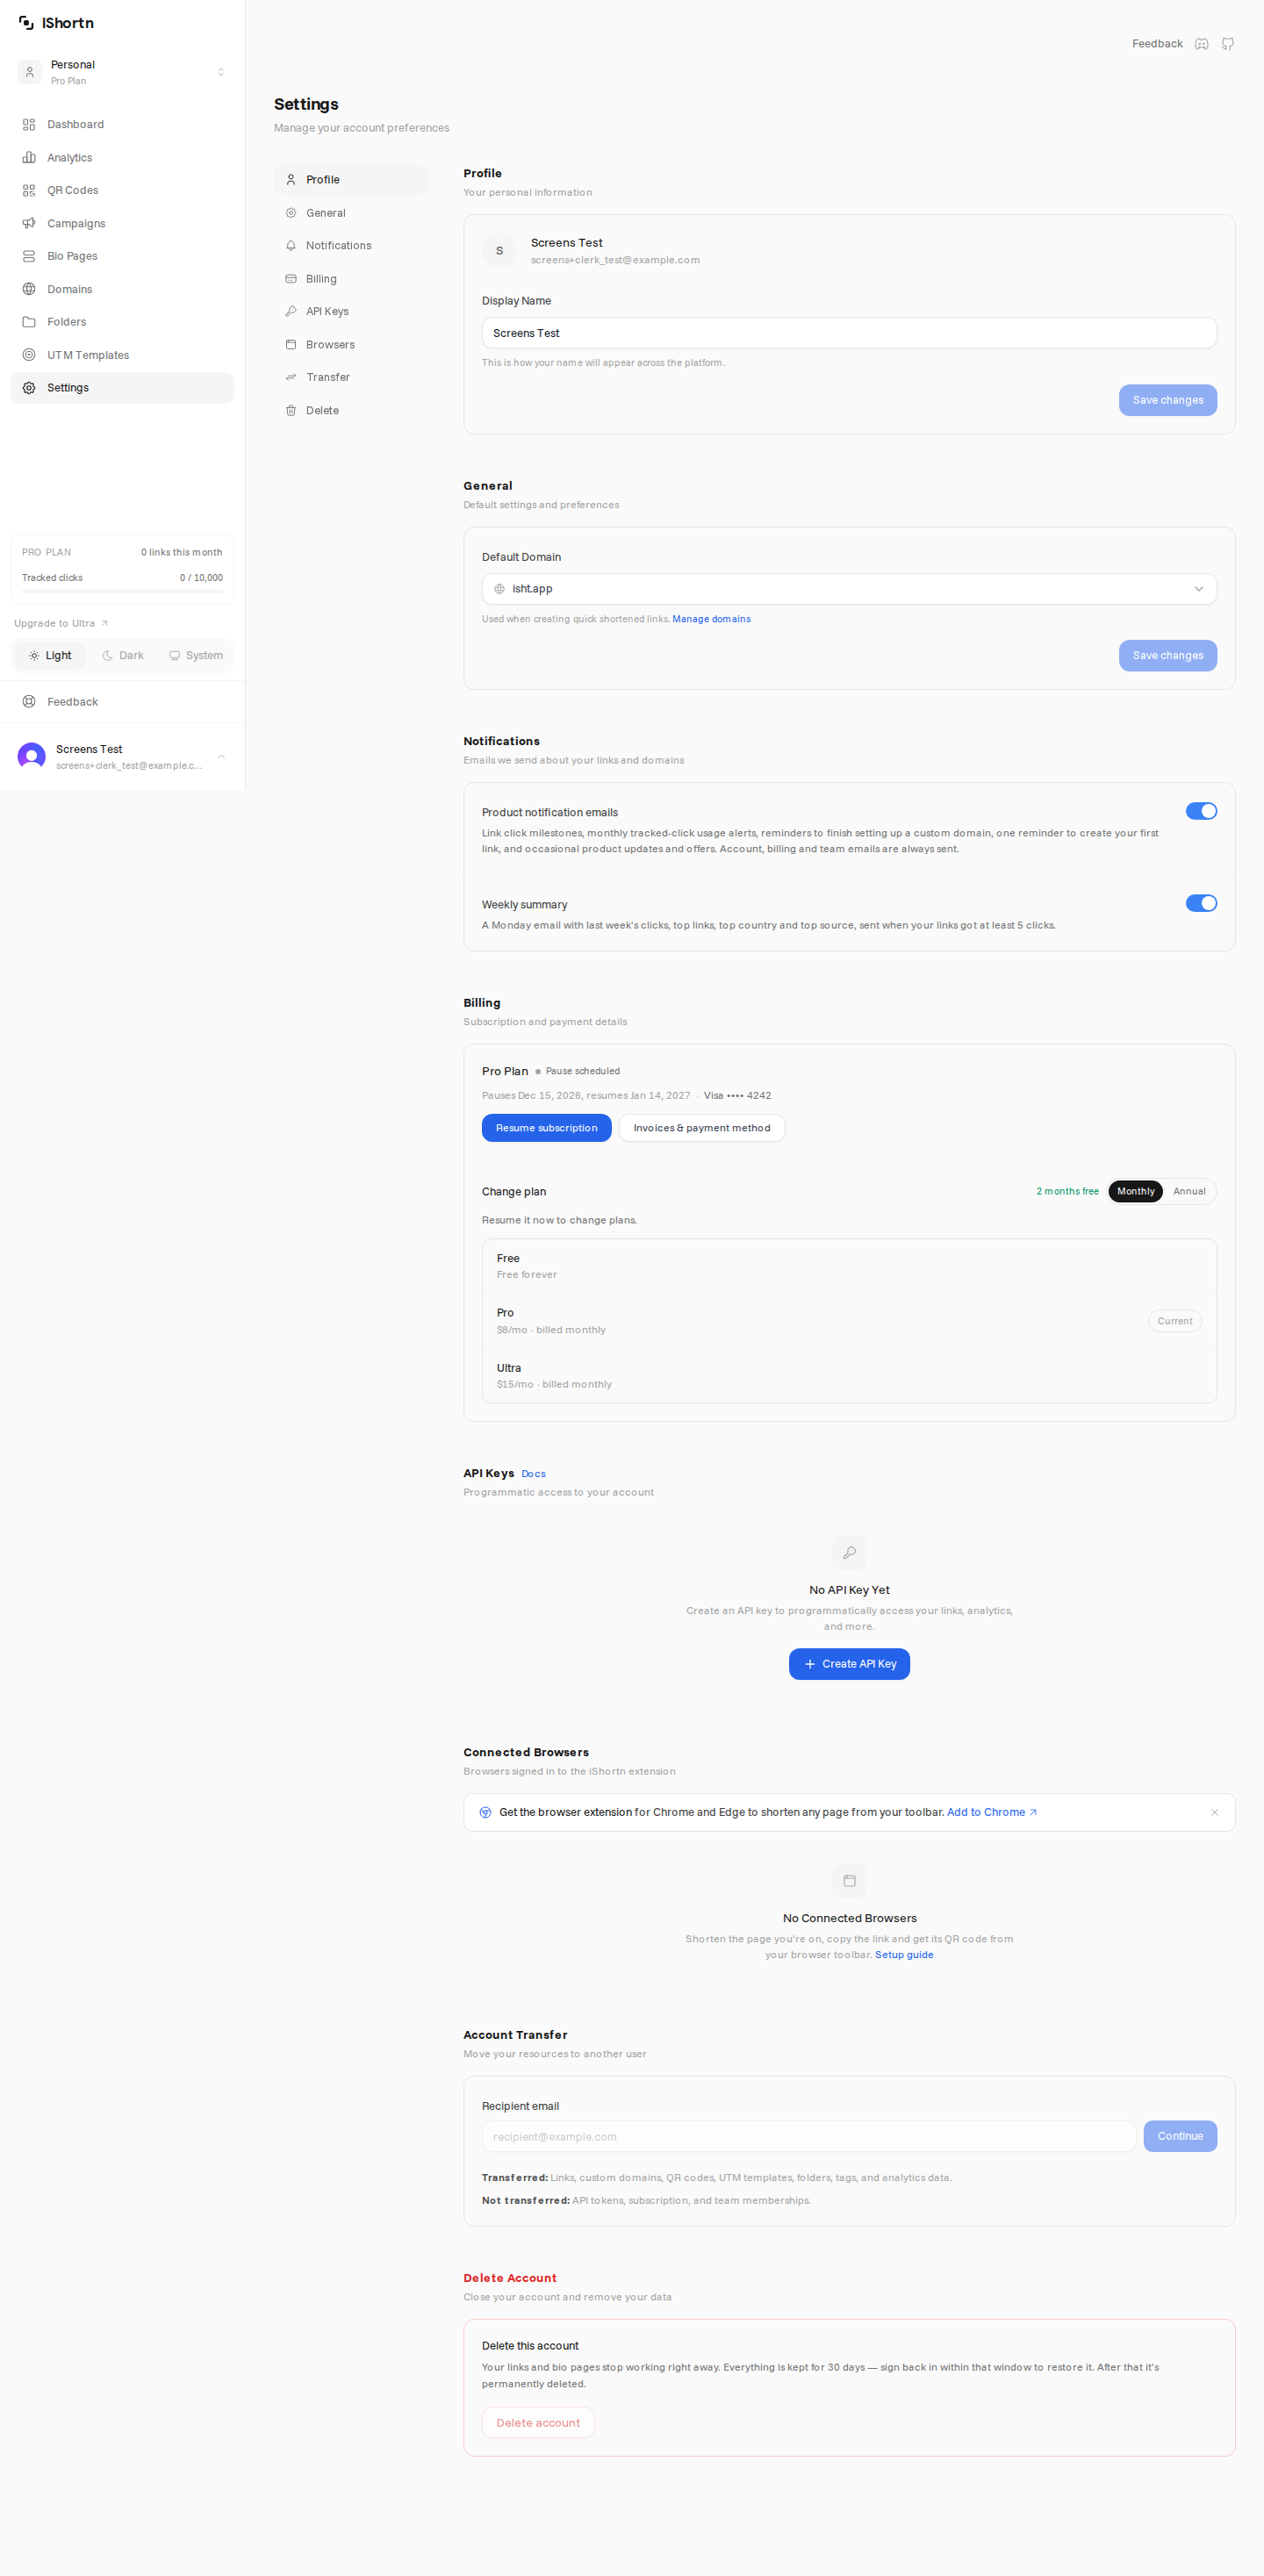 IShortn
Personal
Pro Plan
Dashboard
Analytics
QR Codes
Campaigns
Bio Pages
Domains
Folders
UTM Templates
Settings
PRO PLAN 0 links this month
Tracked clicks 0 / 10,000
Upgrade to Ultra
Light Dark System
Feedback
Screens Test
screens+clerk_test@example.c...
Feedback
Settings
Manage your account preferences
Profile
General
Notifications
Billing
API Keys
Browsers
Transfer
Delete
Profile
Your personal information
S
Screens Test
screens+clerk_test@example.com
Display Name
Screens Test
This is how your name will appear across the platform.
Save changes
General
Default settings and preferences
Default Domain
isht.app
Used when creating quick shortened links. Manage domains
Save changes
Notifications
Emails we send about your links and domains
Product notification emails
Link click milestones, monthly tracked-click usage alerts, reminders to finish setting up a custom domain, one reminder to create your first
link, and occasional product updates and offers. Account, billing and team emails are always sent.
Weekly summary
A Monday email with last week's clicks, top links, top country and top source, sent when your links got at least 5 clicks.
Billing
Subscription and payment details
Pro Plan Pause scheduled
Pauses Dec 15, 2026, resumes Jan 14, 2027 · Visa •••• 4242
Resume subscription Invoices & payment method
Change plan 2 months free Monthly Annual
Resume it now to change plans.
Free
Free forever
Pro
$8/mo · billed monthly
Current
Ultra
$15/mo · billed monthly
API Keys Docs
Programmatic access to your account
No API Key Yet
Create an API key to programmatically access your links, analytics,
and more.
Create API Key
Connected Browsers
Browsers signed in to the iShortn extension
Get the browser extension for Chrome and Edge to shorten any page from your toolbar. Add to Chrome
No Connected Browsers
Shorten the page you're on, copy the link and get its QR code from
your browser toolbar. Setup guide
Account Transfer
Move your resources to another user
Recipient email
recipient@example.com
Continue
Transferred: Links, custom domains, QR codes, UTM templates, folders, tags, and analytics data.
Not transferred: API tokens, subscription, and team memberships.
Delete Account
Close your account and remove your data
Delete this account
Your links and bio pages stop working right away. Everything is kept for 30 days — sign back in within that window to restore it. After that it's
permanently deleted.
Delete account